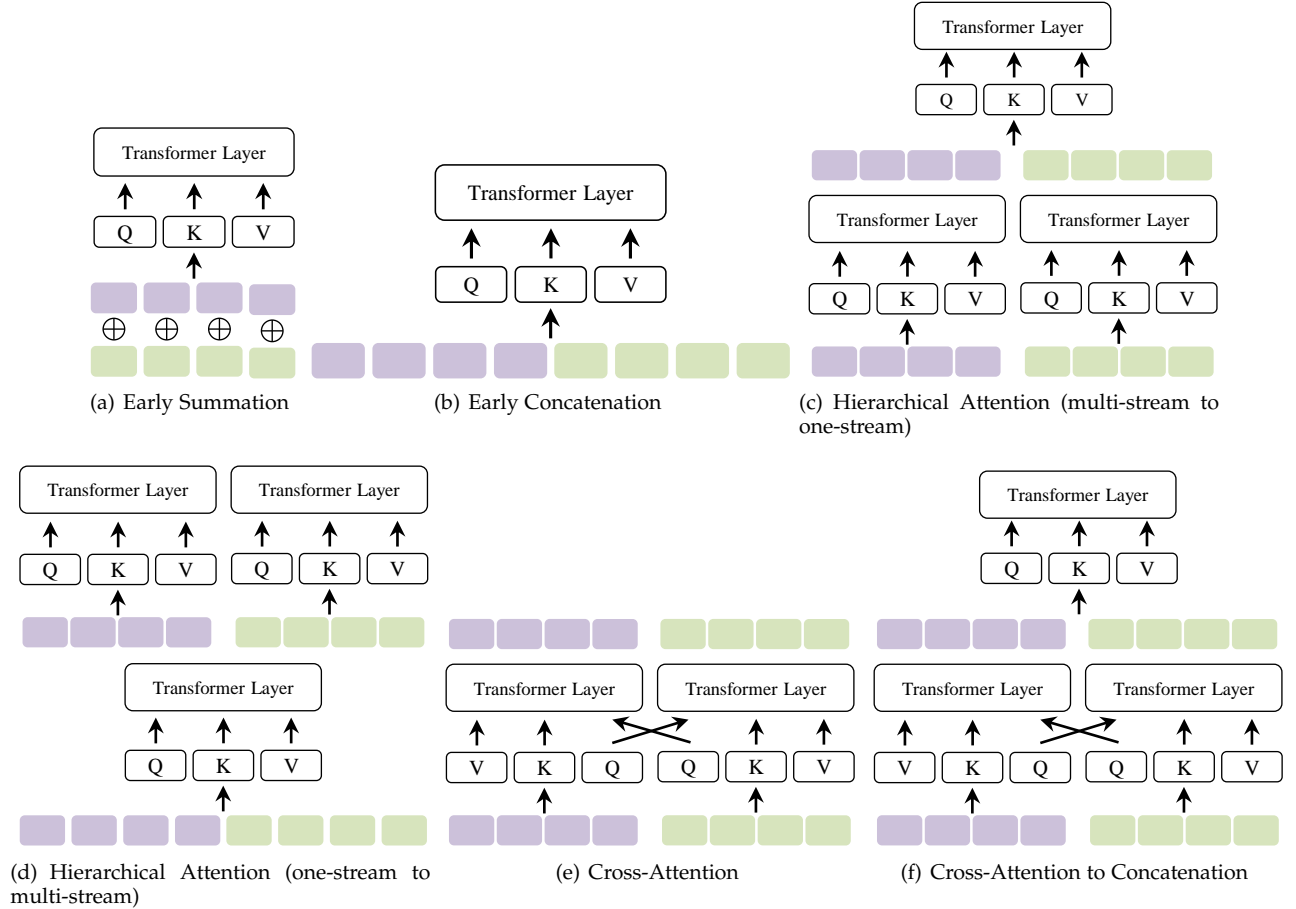 Transformer Layer
Q K V
(a) Early Summation
Transformer Layer
Q K V
(b) Early Concatenation
Transformer Layer
Q K V
Transformer Layer Transformer Layer
Q K V Q K V
(c) Hierarchical Attention (multi-stream to
one-stream)
Transformer Layer Transformer Layer
Q K V Q K V
Transformer Layer
Q K V
(d) Hierarchical Attention (one-stream to
multi-stream)
Transformer Layer Transformer Layer
V K Q Q K V
(e) Cross-Attention
Transformer Layer
Q K V
Transformer Layer Transformer Layer
V K Q Q K V
(f) Cross-Attention to Concatenation